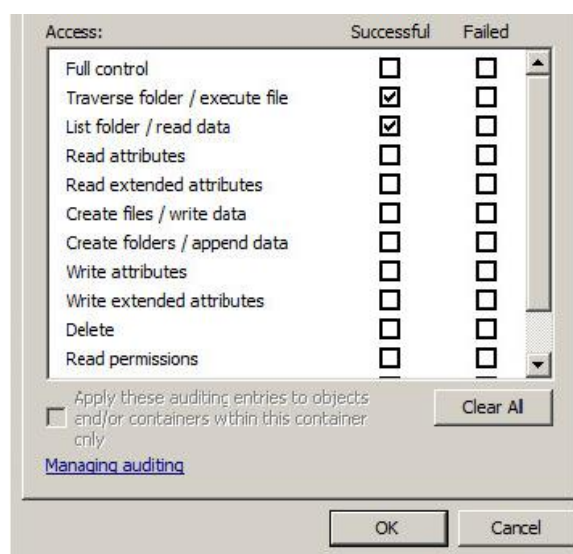 Access: Successful Failed
Full control
Traverse folder / execute file
List folder / read data
Read attributes
Read extended attributes
Create files / write data
Create folders / append data
Write attributes
Write extended attributes
Delete
Read permissions
Apply these auditing entries to objects
and/or containers within this container
only
Clear All
Managing auditing
OK Cancel